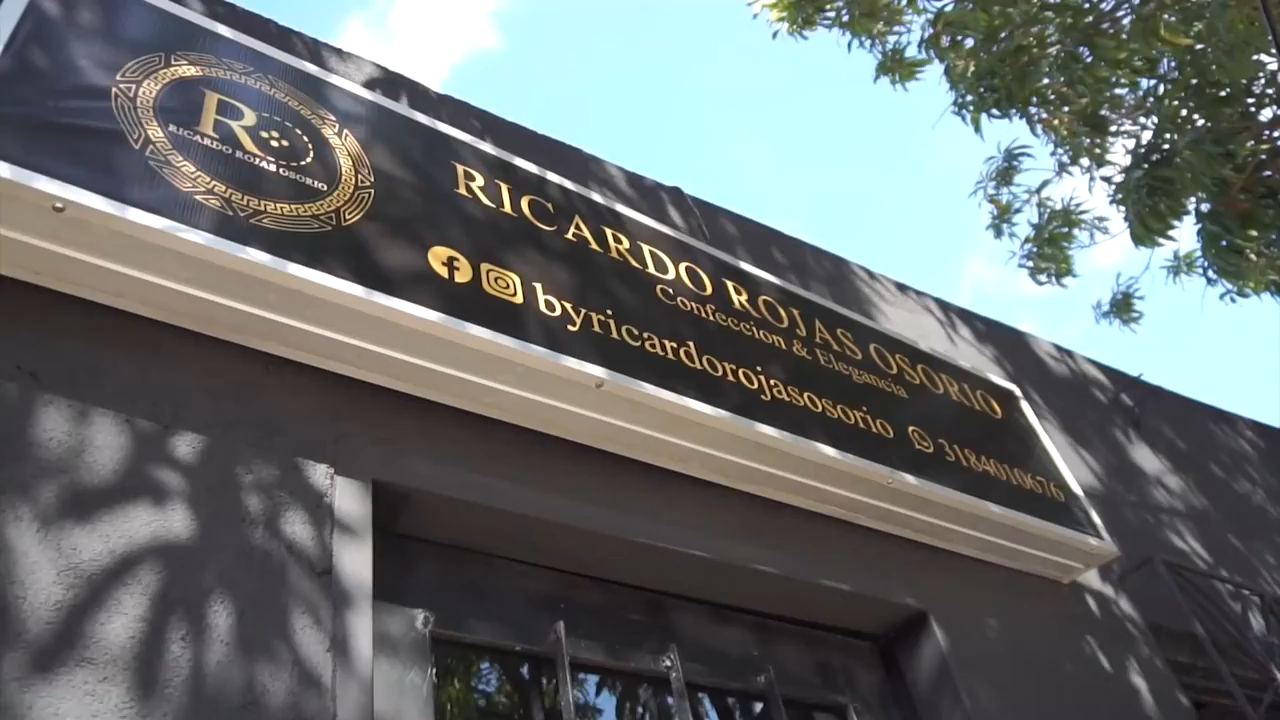 R
RICARDO ROJAS OSORIO
RICARDO ROJAS OSORIO
Confeccion & Elegancia
byricardorojasosorio
3184010676